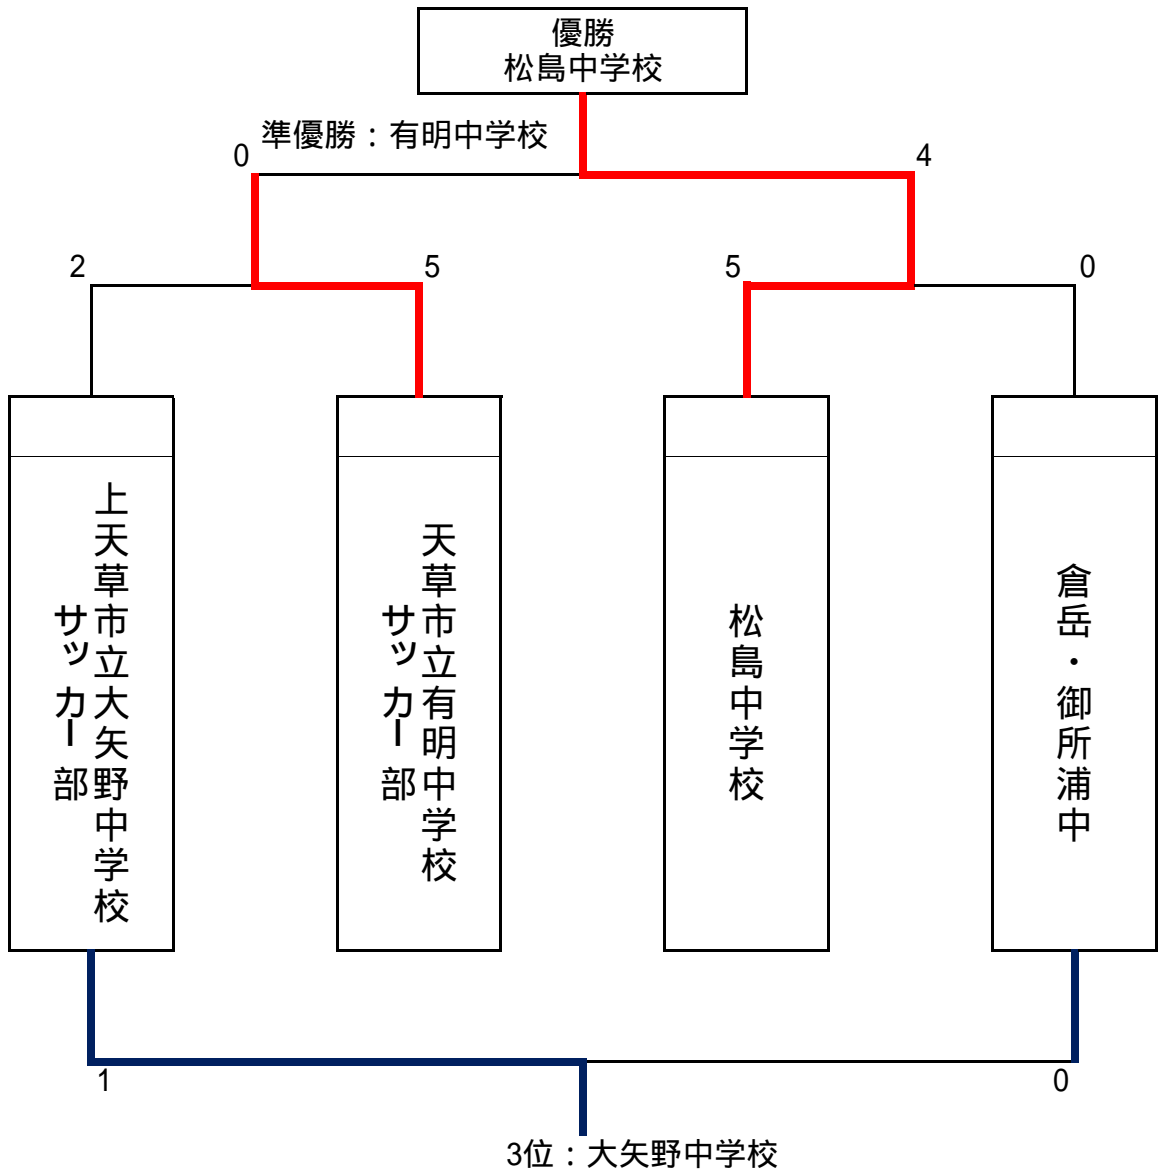 優勝
松島中学校
準優勝：有明中学校
0
4
2
5
5
0
上天草市立大矢野中学校
サッカー部
天草市立有明中学校
サッカー部
松島中学校
倉岳・御所浦中
1
0
3位：大矢野中学校